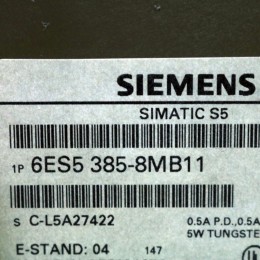 SIEMENS
SIMATIC S5
1P 6ES5 385-8MB11
S C-L5A27422 0.5A P.D.,0.5A
5W TUNGSTE
E-STAND: 04 147